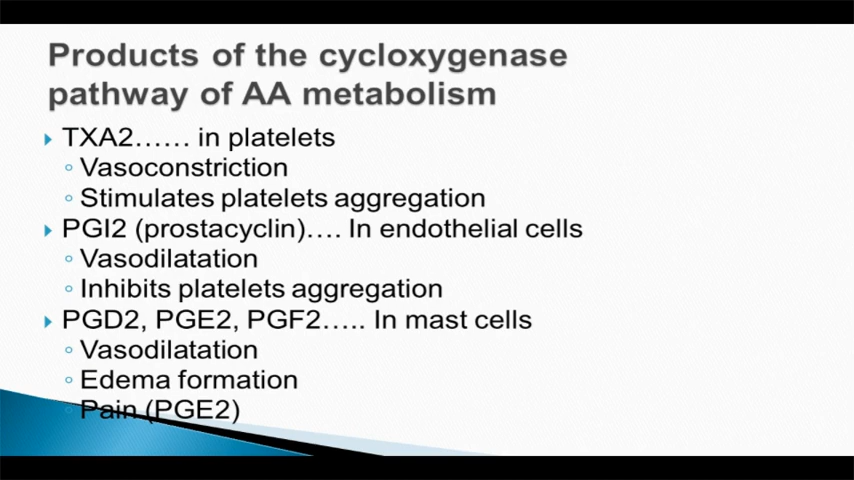 Products of the cycloxygenase
pathway of AA metabolism
TXA2…… in platelets
Vasoconstriction
Stimulates platelets aggregation
PGI2 (prostacyclin)…. In endothelial cells
Vasodilatation
Inhibits platelets aggregation
PGD2, PGE2, PGF2….. In mast cells
Vasodilatation
Edema formation
Pain (PGE2)